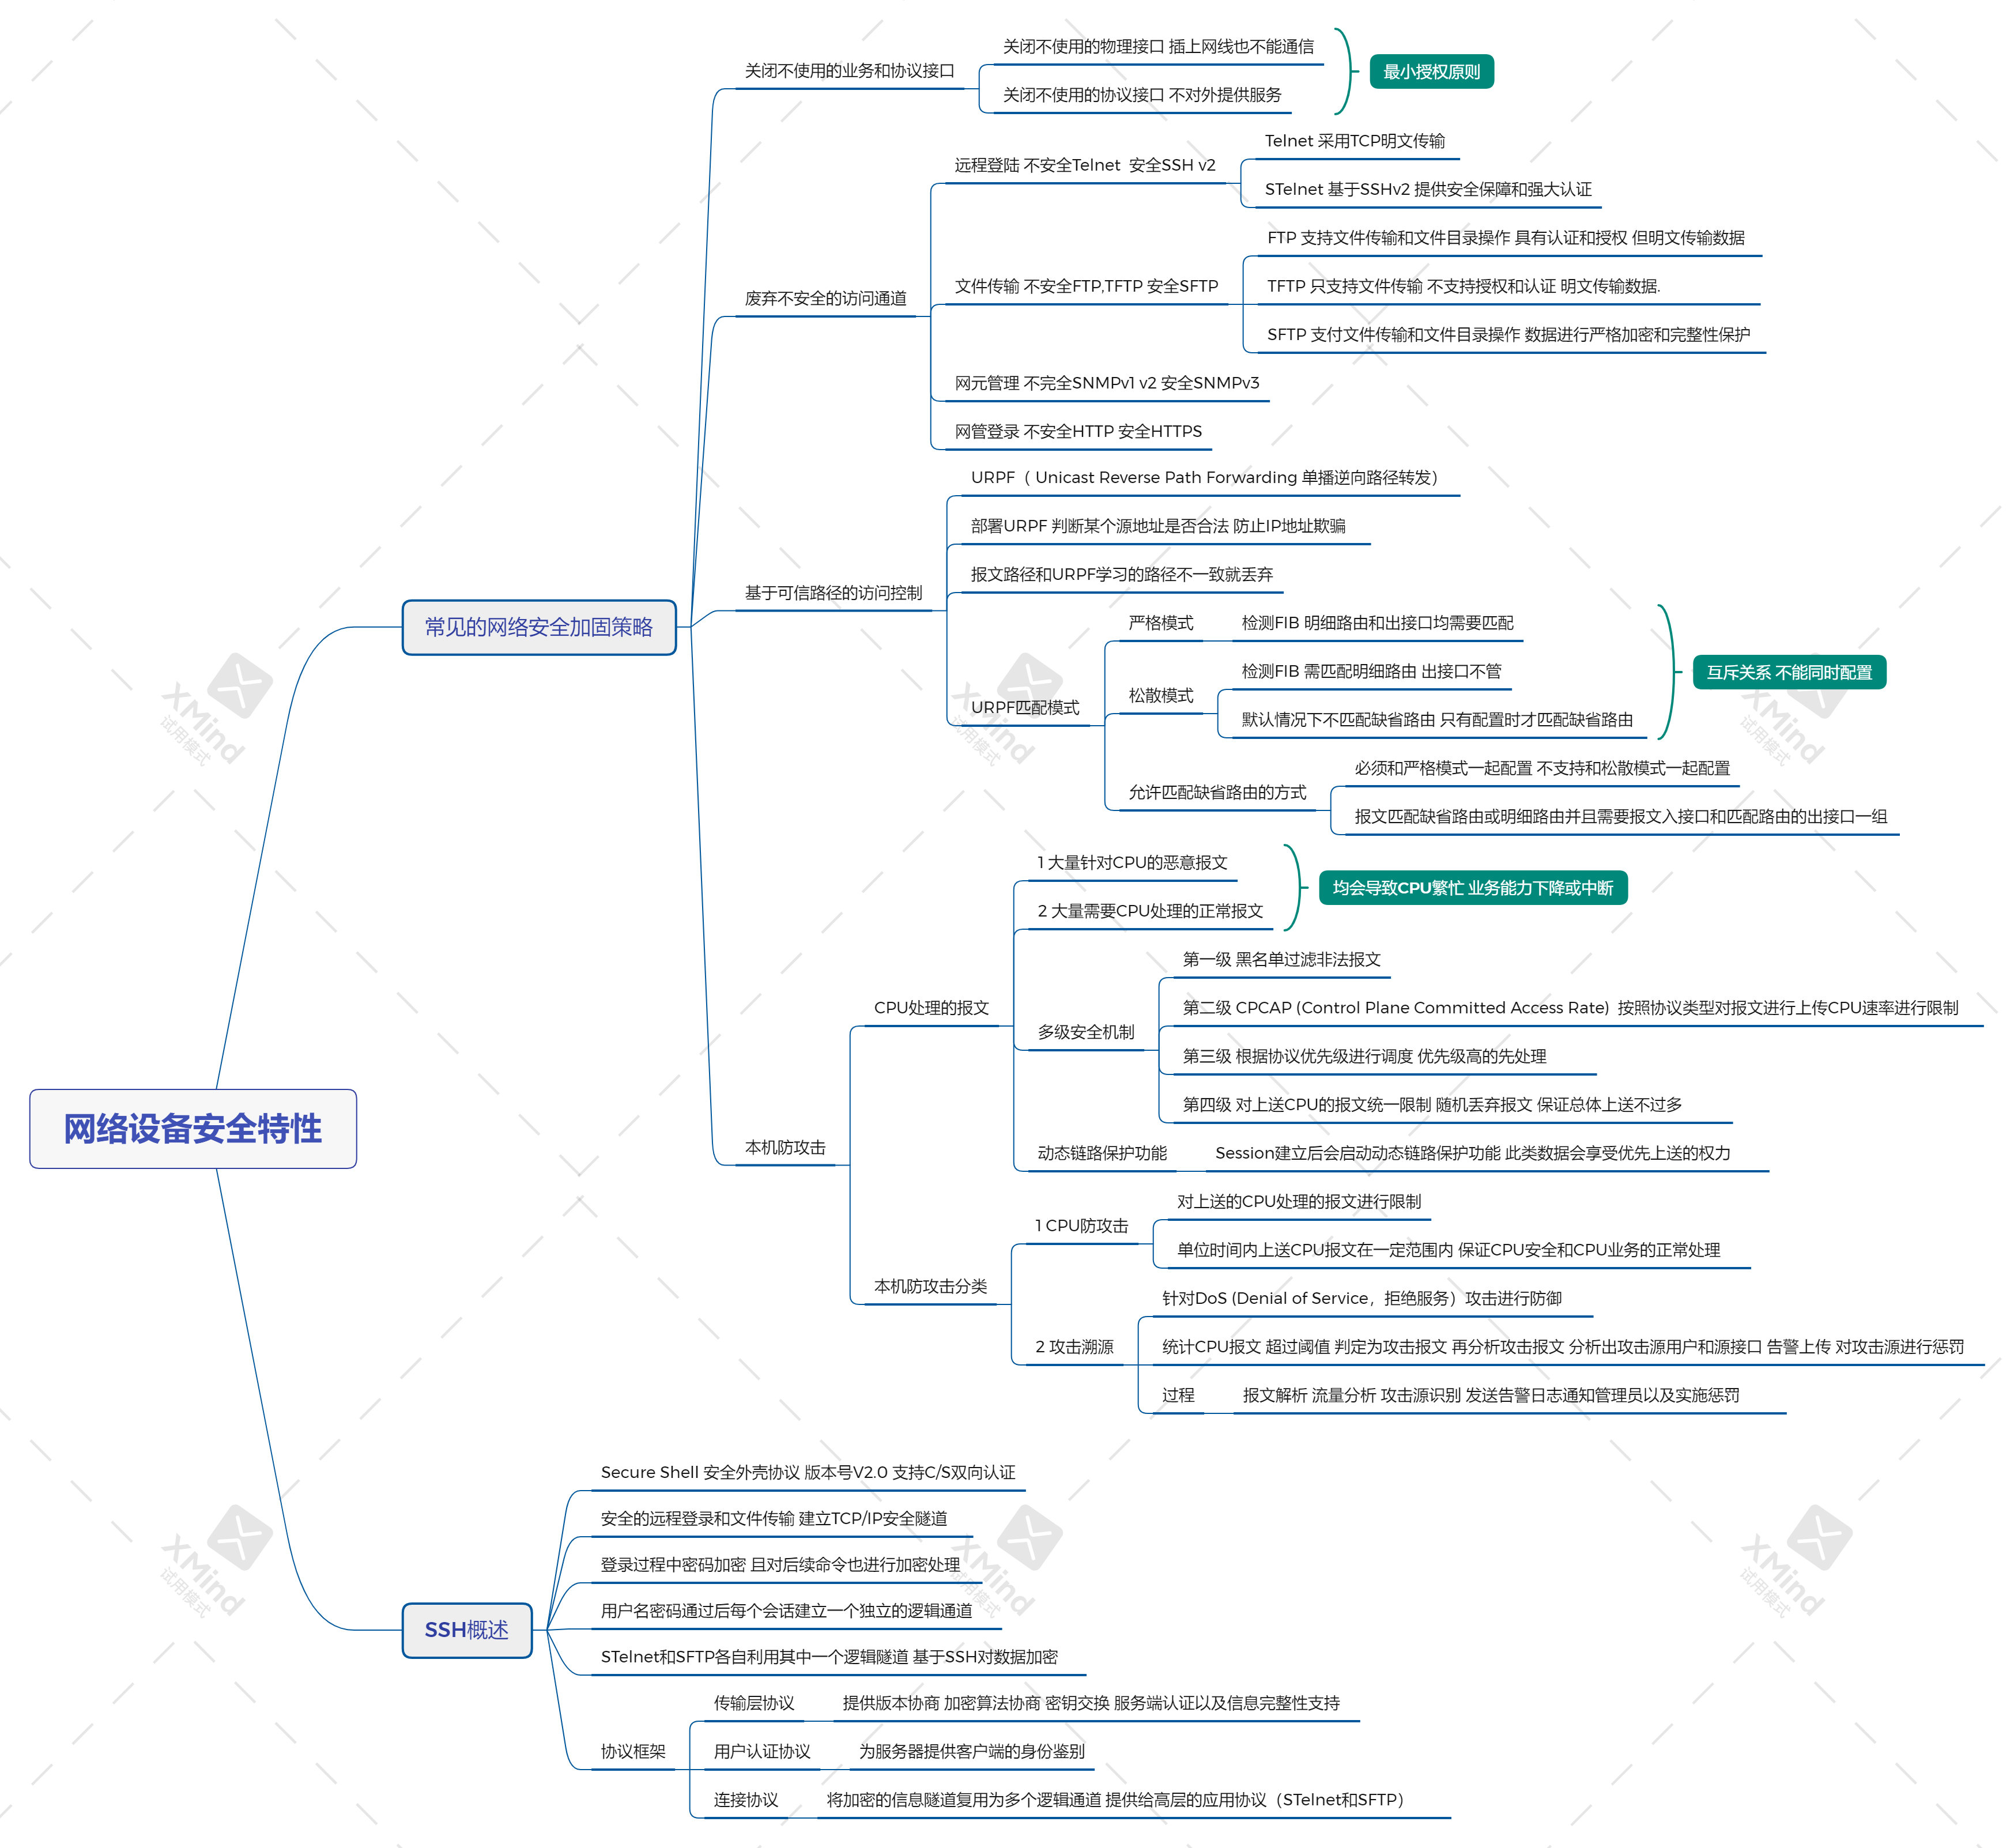 网络设备安全特性
常见的网络安全加固策略
关闭不使用的业务和协议接口
关闭不使用的物理接口 插上网线也不能通信
关闭不使用的协议接口 不对外提供服务
最小授权原则
废弃不安全的访问通道
远程登陆 不安全Telnet 安全SSH v2
Telnet 采用TCP明文传输
STelnet 基于SSHv2 提供安全保障和强大认证
文件传输 不安全FTP,TFTP 安全SFTP
FTP 支持文件传输和文件目录操作 具有认证和授权 但明文传输数据
TFTP 只支持文件传输 不支持授权和认证 明文传输数据.
SFTP 支付文件传输和文件目录操作 数据进行严格加密和完整性保护
网元管理 不完全SNMPv1 v2 安全SNMPv3
网管登录 不安全HTTP 安全HTTPS
基于可信路径的访问控制
URPF（ Unicast Reverse Path Forwarding 单播逆向路径转发）
部署URPF 判断某个源地址是否合法 防止IP地址欺骗
报文路径和URPF学习的路径不一致就丢弃
URPF匹配模式
严格模式
检测FIB 明细路由和出接口均需要匹配
松散模式
检测FIB 需匹配明细路由 出接口不管
默认情况下不匹配缺省路由 只有配置时才匹配缺省路由
互斥关系 不能同时配置
允许匹配缺省路由的方式
必须和严格模式一起配置 不支持和松散模式一起配置
报文匹配缺省路由或明细路由并且需要报文入接口和匹配路由的出接口一组
本机防攻击
CPU处理的报文
1 大量针对CPU的恶意报文
2 大量需要CPU处理的正常报文
均会导致CPU繁忙 业务能力下降或中断
多级安全机制
第一级 黑名单过滤非法报文
第二级 CPCAP (Control Plane Committed Access Rate) 按照协议类型对报文进行上传CPU速率进行限制
第三级 根据协议优先级进行调度 优先级高的先处理
第四级 对上送CPU的报文统一限制 随机丢弃报文 保证总体上送不过多
动态链路保护功能
Session建立后会启动动态链路保护功能 此类数据会享受优先上送的权力
本机防攻击分类
1 CPU防攻击
对上送的CPU处理的报文进行限制
单位时间内上送CPU报文在一定范围内 保证CPU安全和CPU业务的正常处理
2 攻击溯源
针对DoS (Denial of Service，拒绝服务）攻击进行防御
统计CPU报文 超过阈值 判定为攻击报文 再分析攻击报文 分析出攻击源用户和源接口 告警上传 对攻击源进行惩罚
过程
报文解析 流量分析 攻击源识别 发送告警日志通知管理员以及实施惩罚
SSH概述
Secure Shell 安全外壳协议 版本号V2.0 支持C/S双向认证
安全的远程登录和文件传输 建立TCP/IP安全隧道
登录过程中密码加密 且对后续命令也进行加密处理
用户名密码通过后每个会话建立一个独立的逻辑通道
STelnet和SFTP各自利用其中一个逻辑隧道 基于SSH对数据加密
协议框架
传输层协议
提供版本协商 加密算法协商 密钥交换 服务端认证以及信息完整性支持
用户认证协议
为服务器提供客户端的身份鉴别
连接协议
将加密的信息隧道复用为多个逻辑通道 提供给高层的应用协议（STelnet和SFTP）
XMind
试用模式
XMind
试用模式
XMind
试用模式
XMind
试用模式
XMind
试用模式
XMind
试用模式